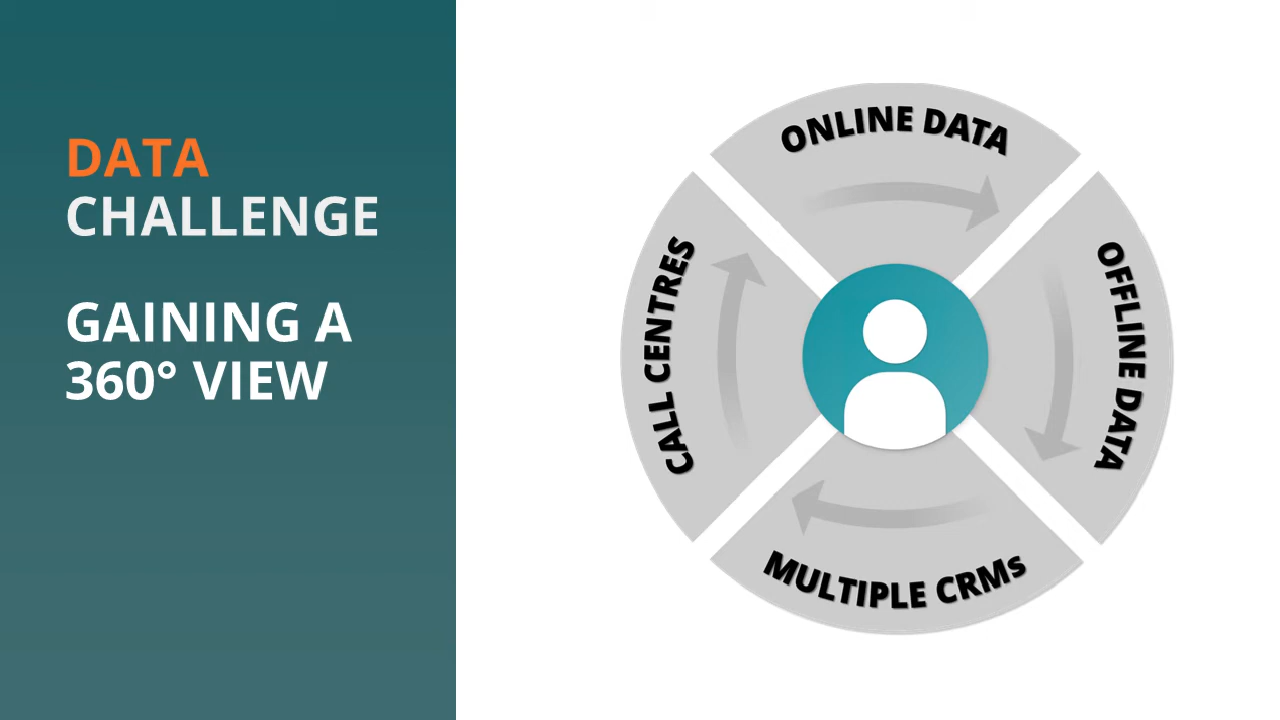 DATA
CHALLENGE
GAINING A
360° VIEW
ONLINE DATA
OFFLINE DATA
MULTIPLE CRMs
CALL CENTRES